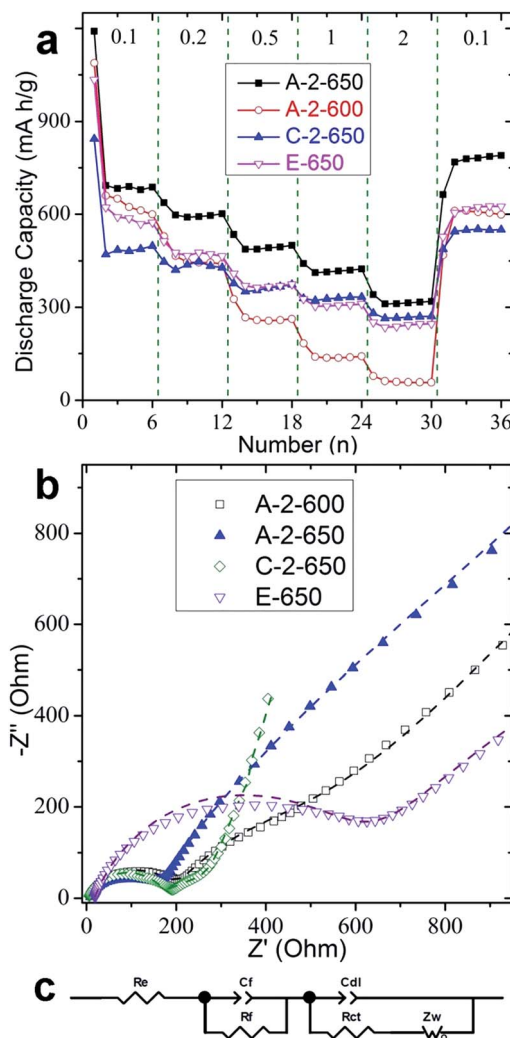 a
0.1 0.2 0.5 1 2 0.1
Discharge Capacity (mA h/g)
900
600
300
0
A-2-650
A-2-600
C-2-650
E-650
0 6 12 18 24 30 36
Number (n)
b
-Z'' (Ohm)
800
600
400
200
0
A-2-600
A-2-650
C-2-650
E-650
0 200 400 600 800
Z' (Ohm)
c
Re Cf Cdl
Rf Rct Zw